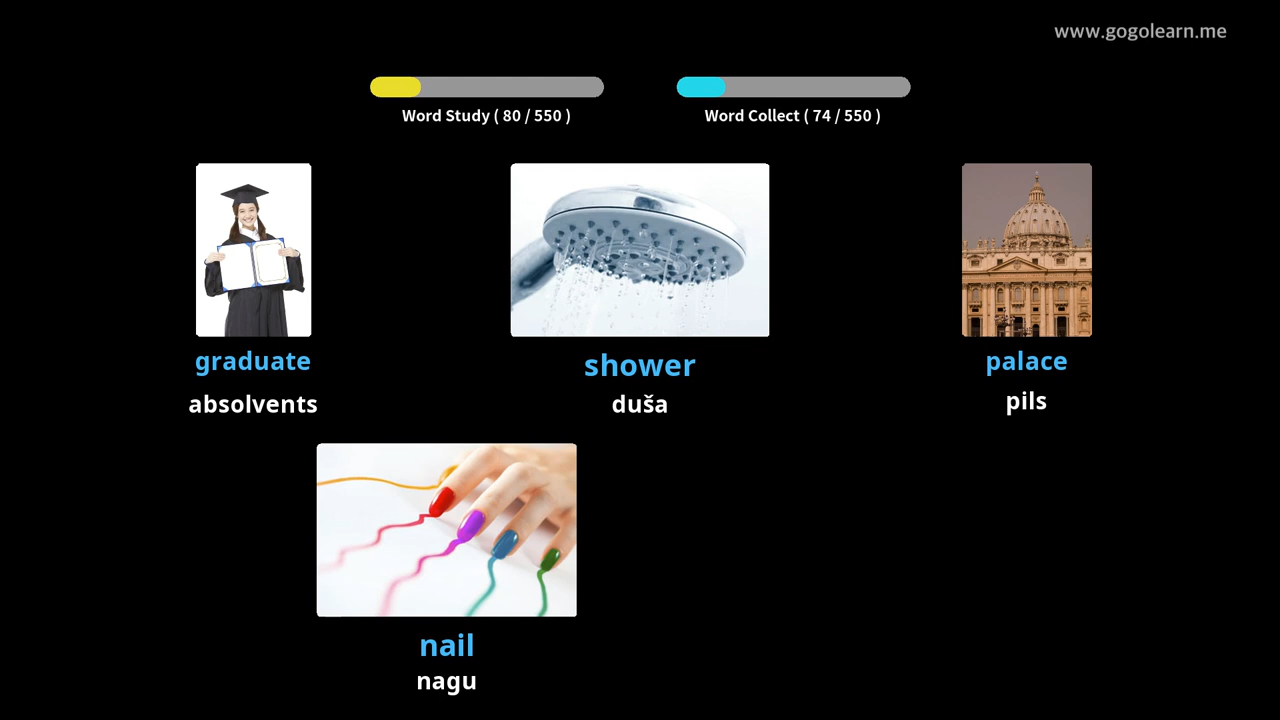 www.gogolearn.me
Word Study ( 80 / 550 )
Word Collect ( 74 / 550 )
graduate
absolvents
shower
duša
palace
pils
nail
nagu